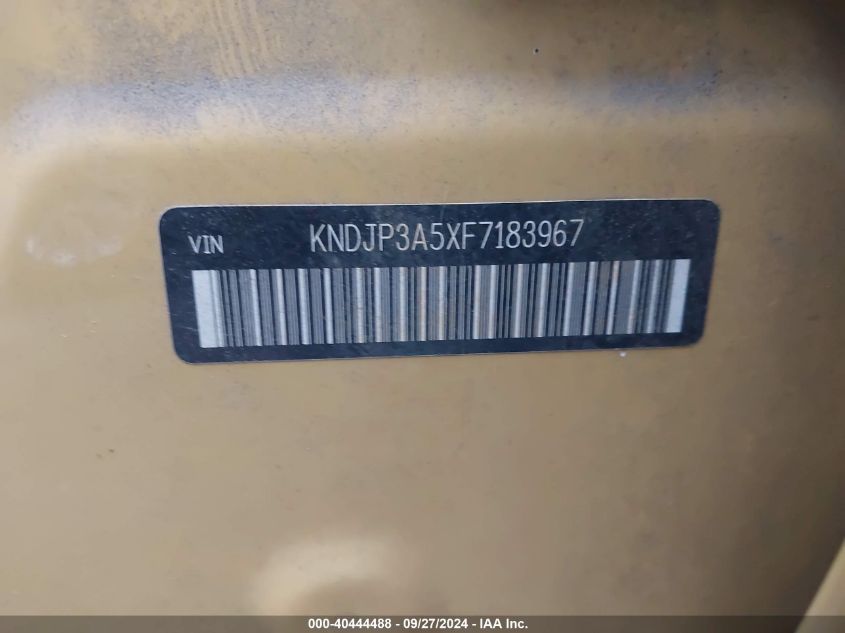 VIN KNDJP3A5XF7183967
000-40444488 - 09/27/2024 - IAA Inc.